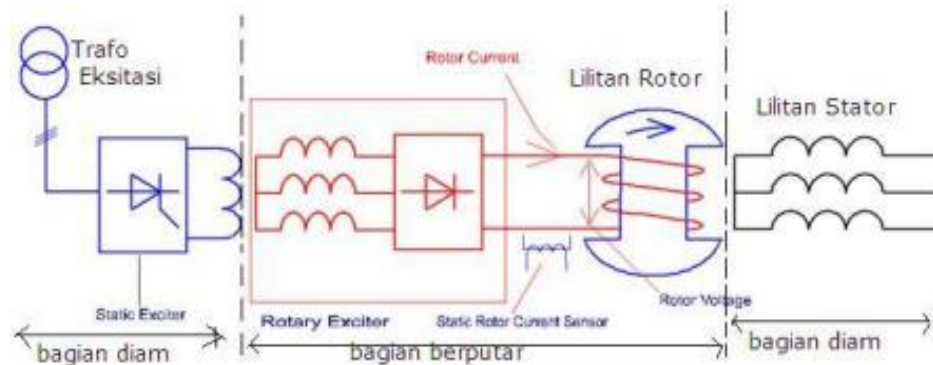 Trafo
Eksitasi
Rotor Current
Lilitan Rotor
Lilitan Stator
Static Exciter
Rotary Exciter
Static Rotor Current Sensor
Rotor Voltage
bagian diam
bagian berputar
bagian diam